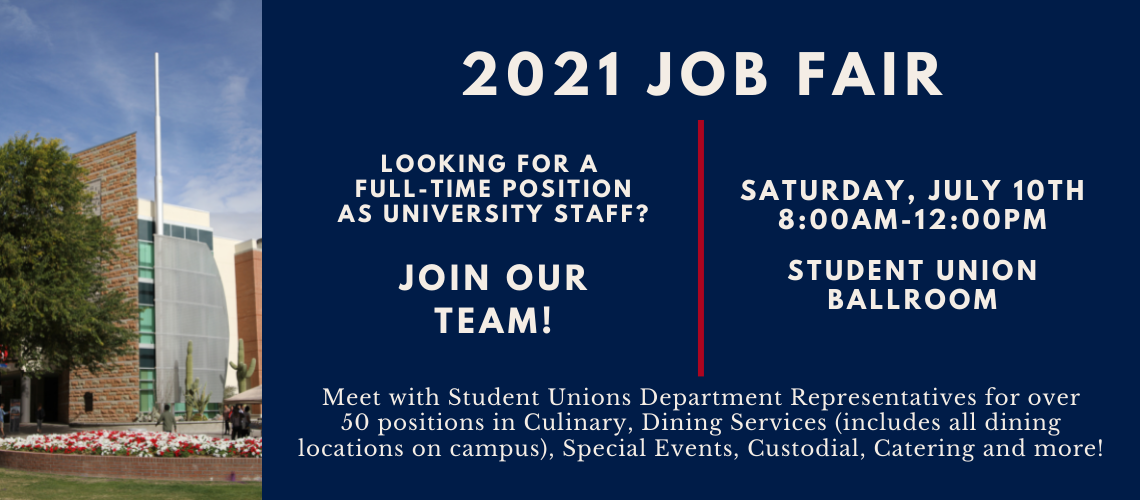 2021 JOB FAIR
LOOKING FOR A
FULL-TIME POSITION
AS UNIVERSITY STAFF?
JOIN OUR
TEAM!
SATURDAY, JULY 10TH
8:00AM-12:00PM
STUDENT UNION
BALLROOM
Meet with Student Unions Department Representatives for over
50 positions in Culinary, Dining Services (includes all dining
locations on campus), Special Events, Custodial, Catering and more!